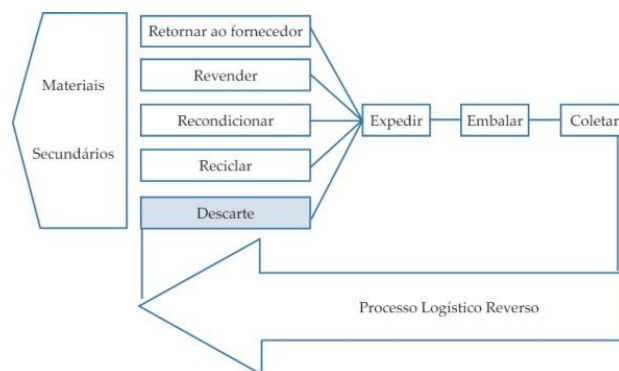 Retornar ao fornecedor
Materiais
Revender
Recondicionar
Expedir
Embalar
Coletar
Secundários
Reciclar
Descarte
Processo Logístico Reverso